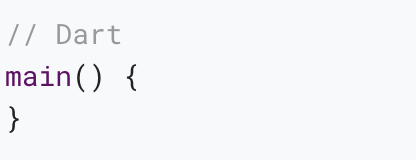 // Dart
main() {
}